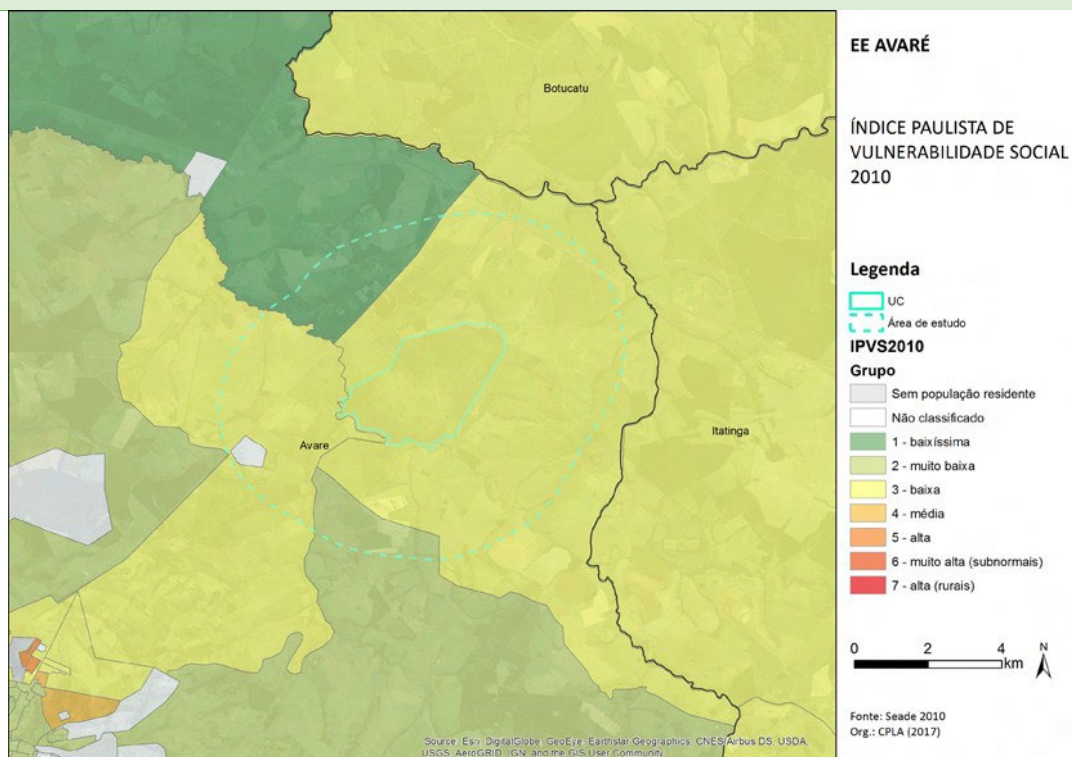 EE AVARÉ
ÍNDICE PAULISTA DE
VULNERABILIDADE SOCIAL
2010
Legenda
UC
Área de estudo
IPVS2010
Grupo
Sem população residente
Não classificado
1 - baixíssima
2 - muito baixa
3 - baixa
4 - média
5 - alta
6 - muito alta (subnormais)
7 - alta (rurais)
0 2 4
km
N
Fonte: Seade 2010
Org.: CPLA (2017)
Botucatu
Itatinga
Avare
Source: Esri, DigitalGlobe, GeoEye, Earthstar Geographics, CNES/Airbus DS, USDA,
USGS, AeroGRID, IGN, and the GIS User Community